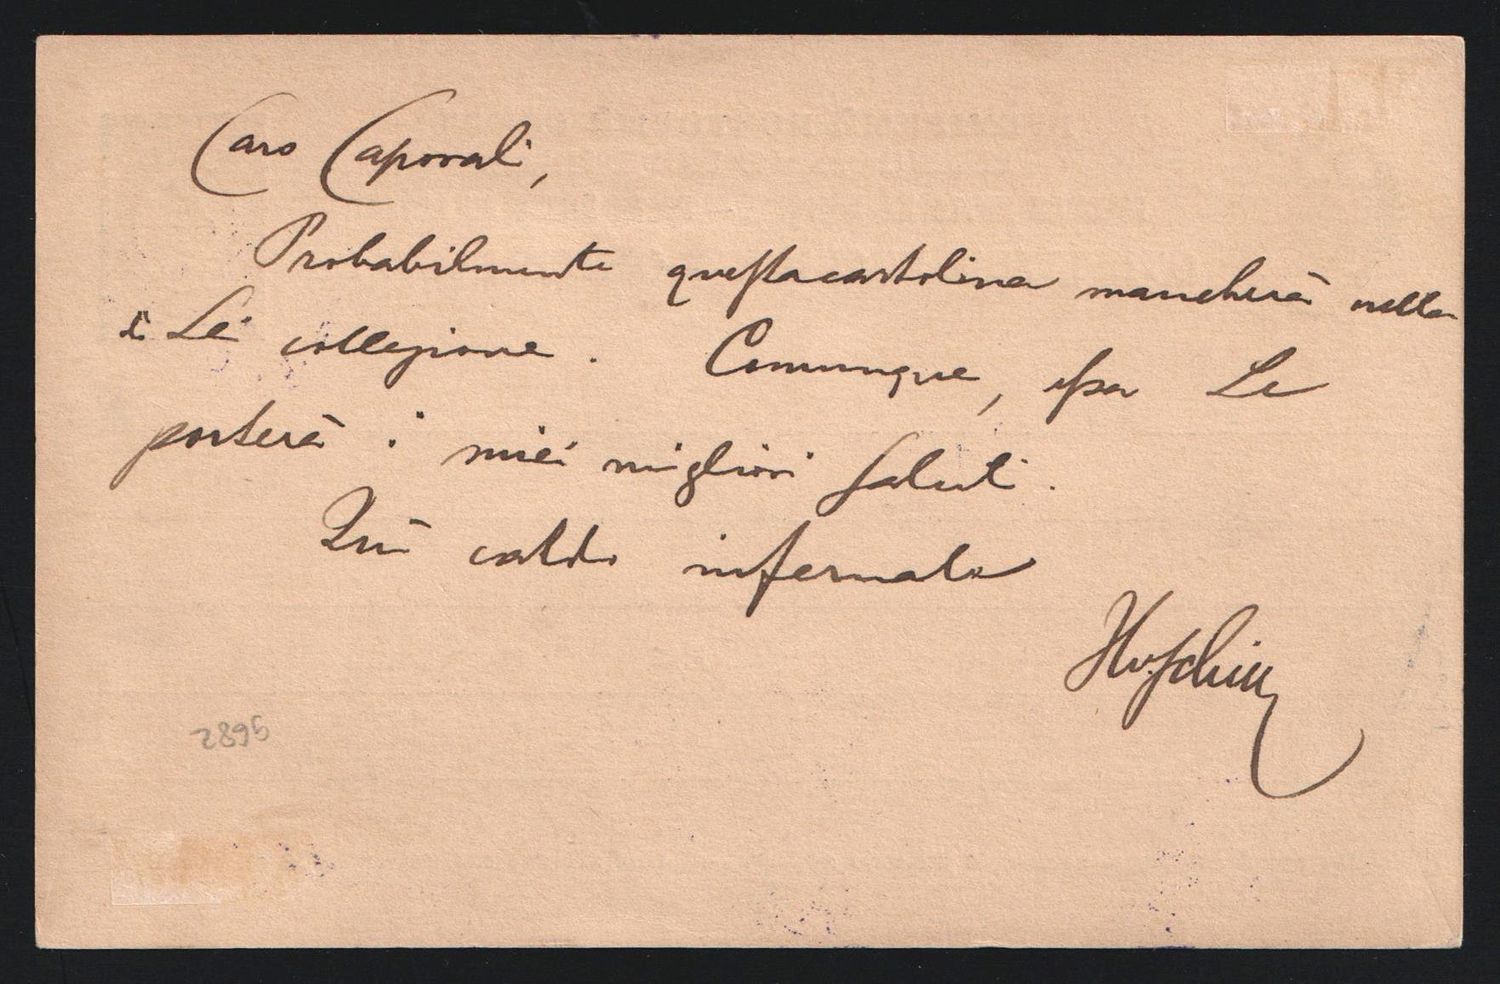 Caro Caporali,
Probabilmente questa cartolina mancherà nella
di Lei collezione. Comunque, essa Le
porterà i miei migliori saluti.
Qui caldo infernale
2895